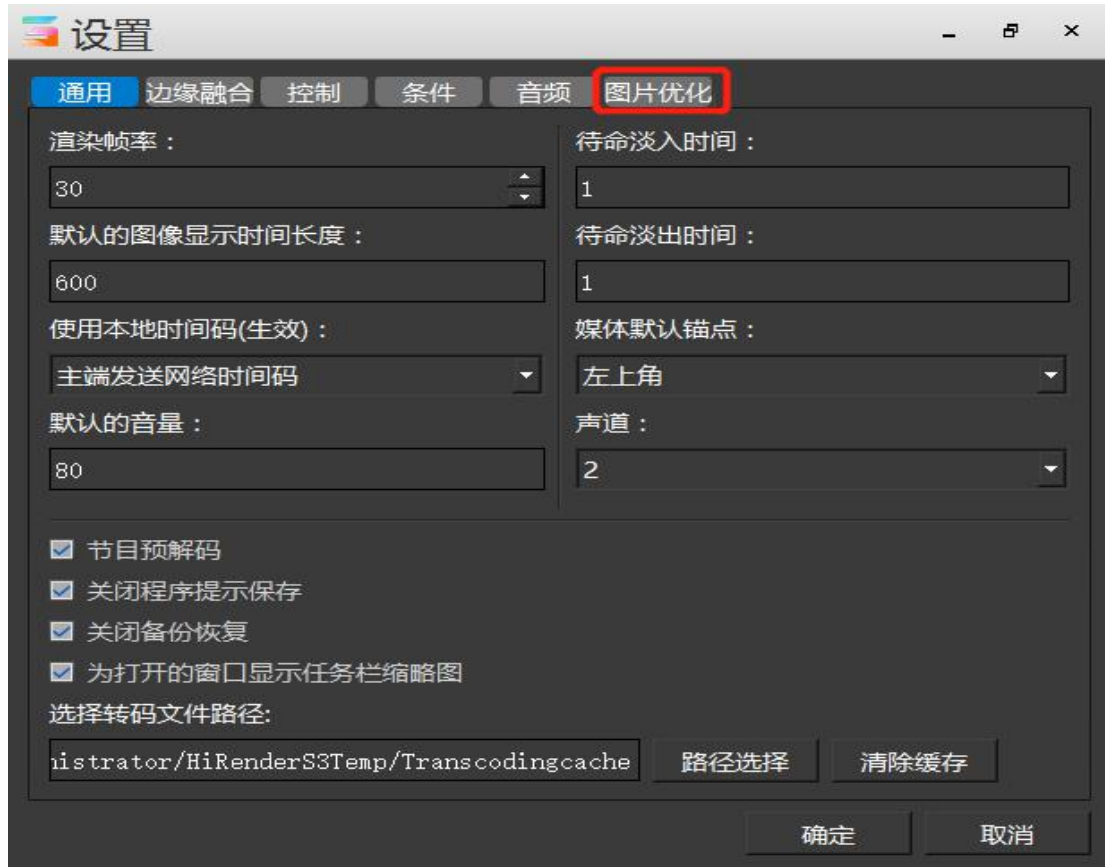 设置
通用 边缘融合 控制 条件 音频 图片优化
渲染帧率：
30
默认的图像显示时间长度：
600
使用本地时间码(生效)：
主端发送网络时间码
默认的音量：
80
待命淡入时间：
1
待命淡出时间：
1
媒体默认锚点：
左上角
声道：
2
节目预解码
关闭程序提示保存
关闭备份恢复
为打开的窗口显示任务栏缩略图
选择转码文件路径:
nistrator/HiRenderS3Temp/Transcodingcache 路径选择 清除缓存
确定 取消